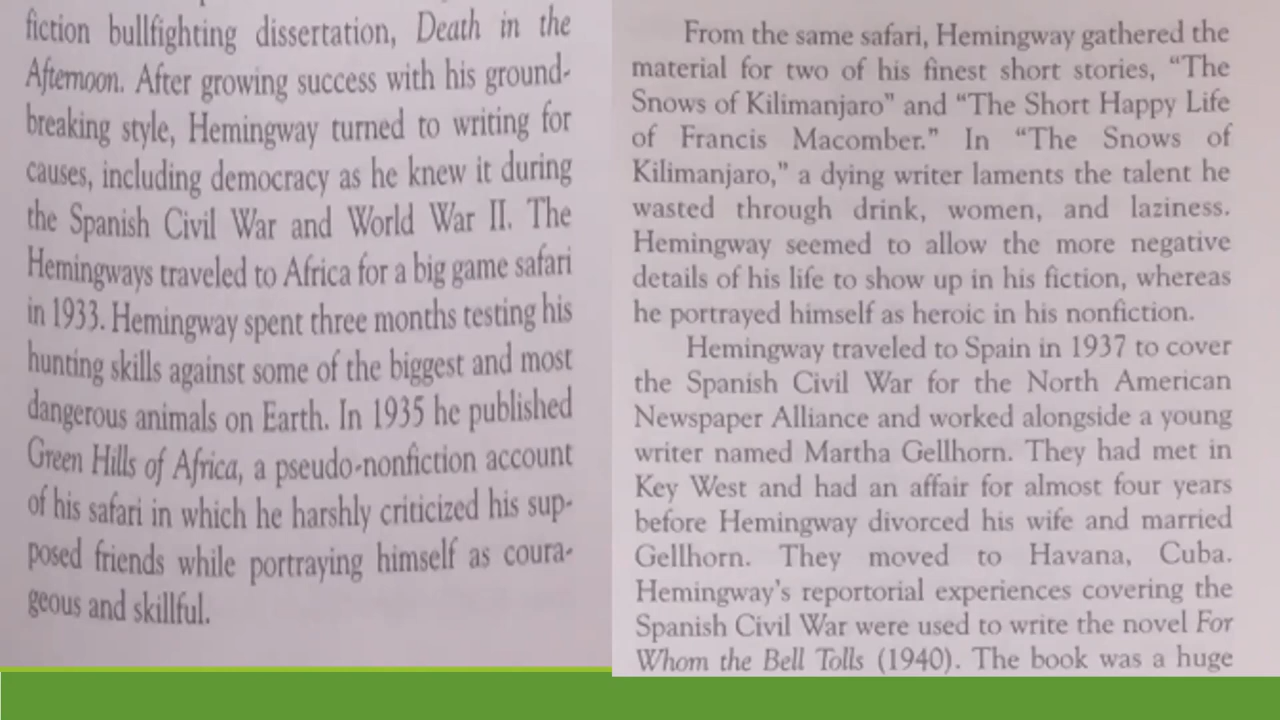 fiction bullfighting dissertation, Death in the
Afternoon. After growing success with his ground-
breaking style, Hemingway turned to writing for
causes, including democracy as he knew it during
the Spanish Civil War and World War II. The
Hemingways traveled to Africa for a big game safari
in 1933. Hemingway spent three months testing his
hunting skills against some of the biggest and most
dangerous animals on Earth. In 1935 he published
Green Hills of Africa, a pseudo-nonfiction account
of his safari in which he harshly criticized his sup-
posed friends while portraying himself as coura-
geous and skillful.
From the same safari, Hemingway gathered the
material for two of his finest short stories, “The
Snows of Kilimanjaro” and “The Short Happy Life
of Francis Macomber.” In “The Snows of
Kilimanjaro,” a dying writer laments the talent he
wasted through drink, women, and laziness.
Hemingway seemed to allow the more negative
details of his life to show up in his fiction, whereas
he portrayed himself as heroic in his nonfiction.
Hemingway traveled to Spain in 1937 to cover
the Spanish Civil War for the North American
Newspaper Alliance and worked alongside a young
writer named Martha Gellhorn. They had met in
Key West and had an affair for almost four years
before Hemingway divorced his wife and married
Gellhorn. They moved to Havana, Cuba.
Hemingway’s reportorial experiences covering the
Spanish Civil War were used to write the novel For
Whom the Bell Tolls (1940). The book was a huge